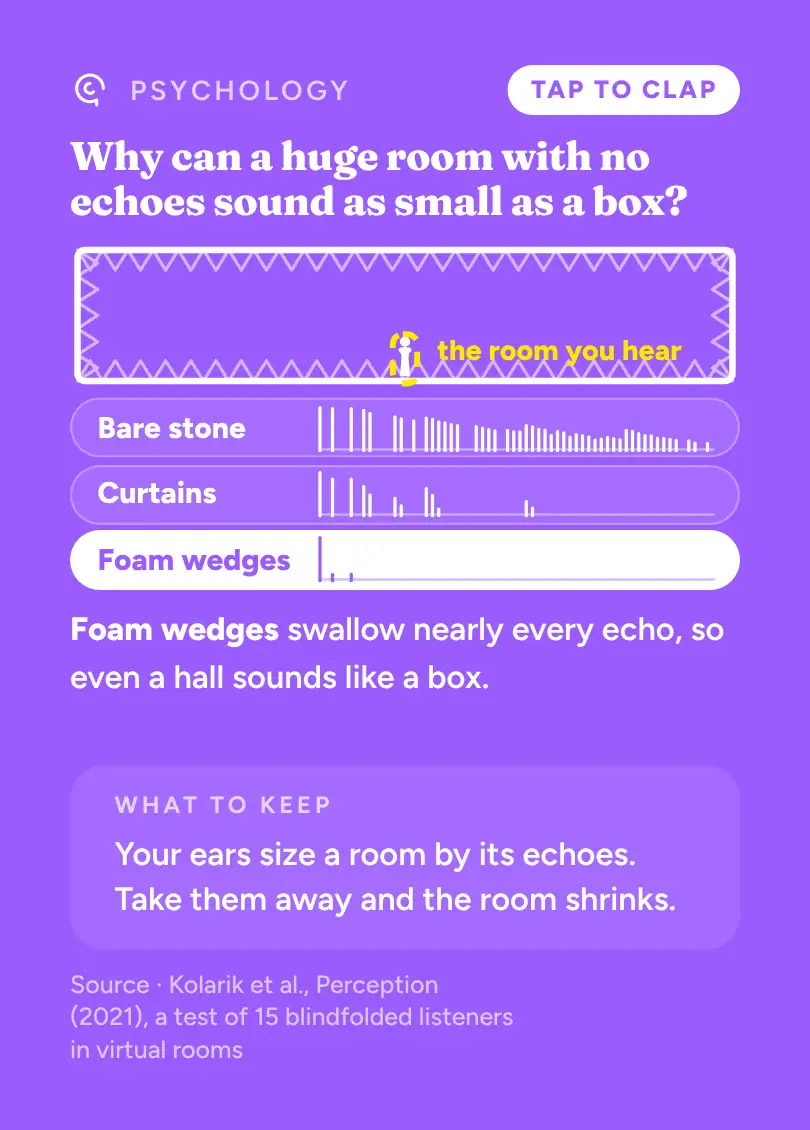 PSYCHOLOGY
TAP TO CLAP
Why can a huge room with no
echoes sound as small as a box?
the room you hear
Bare stone
Curtains
Foam wedges
Foam wedges swallow nearly every echo, so
even a hall sounds like a box.
WHAT TO KEEP
Your ears size a room by its echoes.
Take them away and the room shrinks.
Source · Kolarik et al., Perception
(2021), a test of 15 blindfolded listeners
in virtual rooms